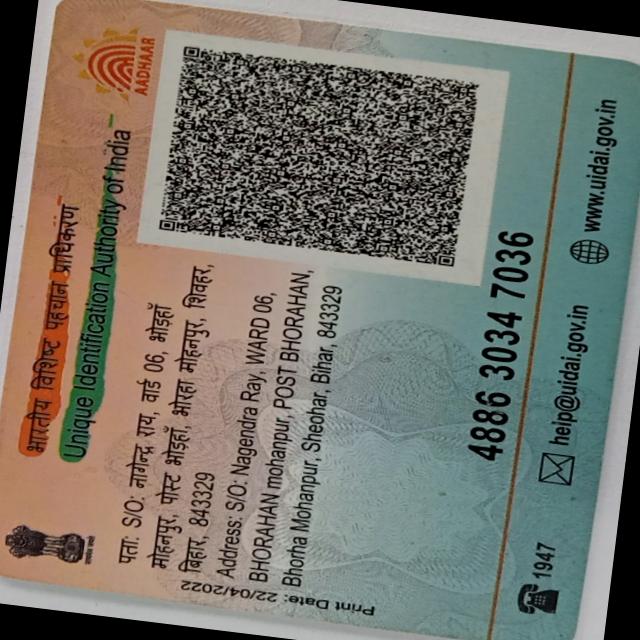 भारतीय विशिष्ट पहचान प्राधिकरण
Unique Identification Authority of India
AADHAAR
पता: S/O: नागेन्द्र राय, वार्ड 06, भोड़हाँ
मोहनपुर, पोस्ट भोड़हाँ, भोरहा मोहनपुर, शिवहर,
बिहार, 843329
Address: S/O: Nagendra Ray, WARD 06,
BHORAHAN mohanpur, POST BHORAHAN,
Bhorha Mohanpur, Sheohar, Bihar, 843329
Print Date: 22/04/2022
4886 3034 7036
1947
help@uidai.gov.in
www.uidai.gov.in